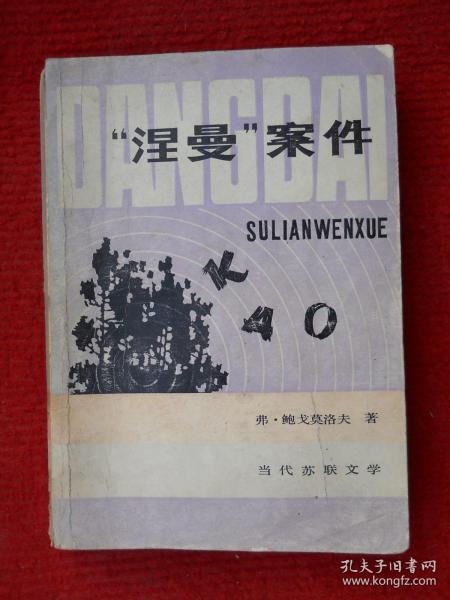 DANGDAI
“涅曼”案件
SULIANWENXUE
K
AO
弗·鲍戈莫洛夫 著
当代苏联文学
孔夫子旧书网
www.kongfz.com